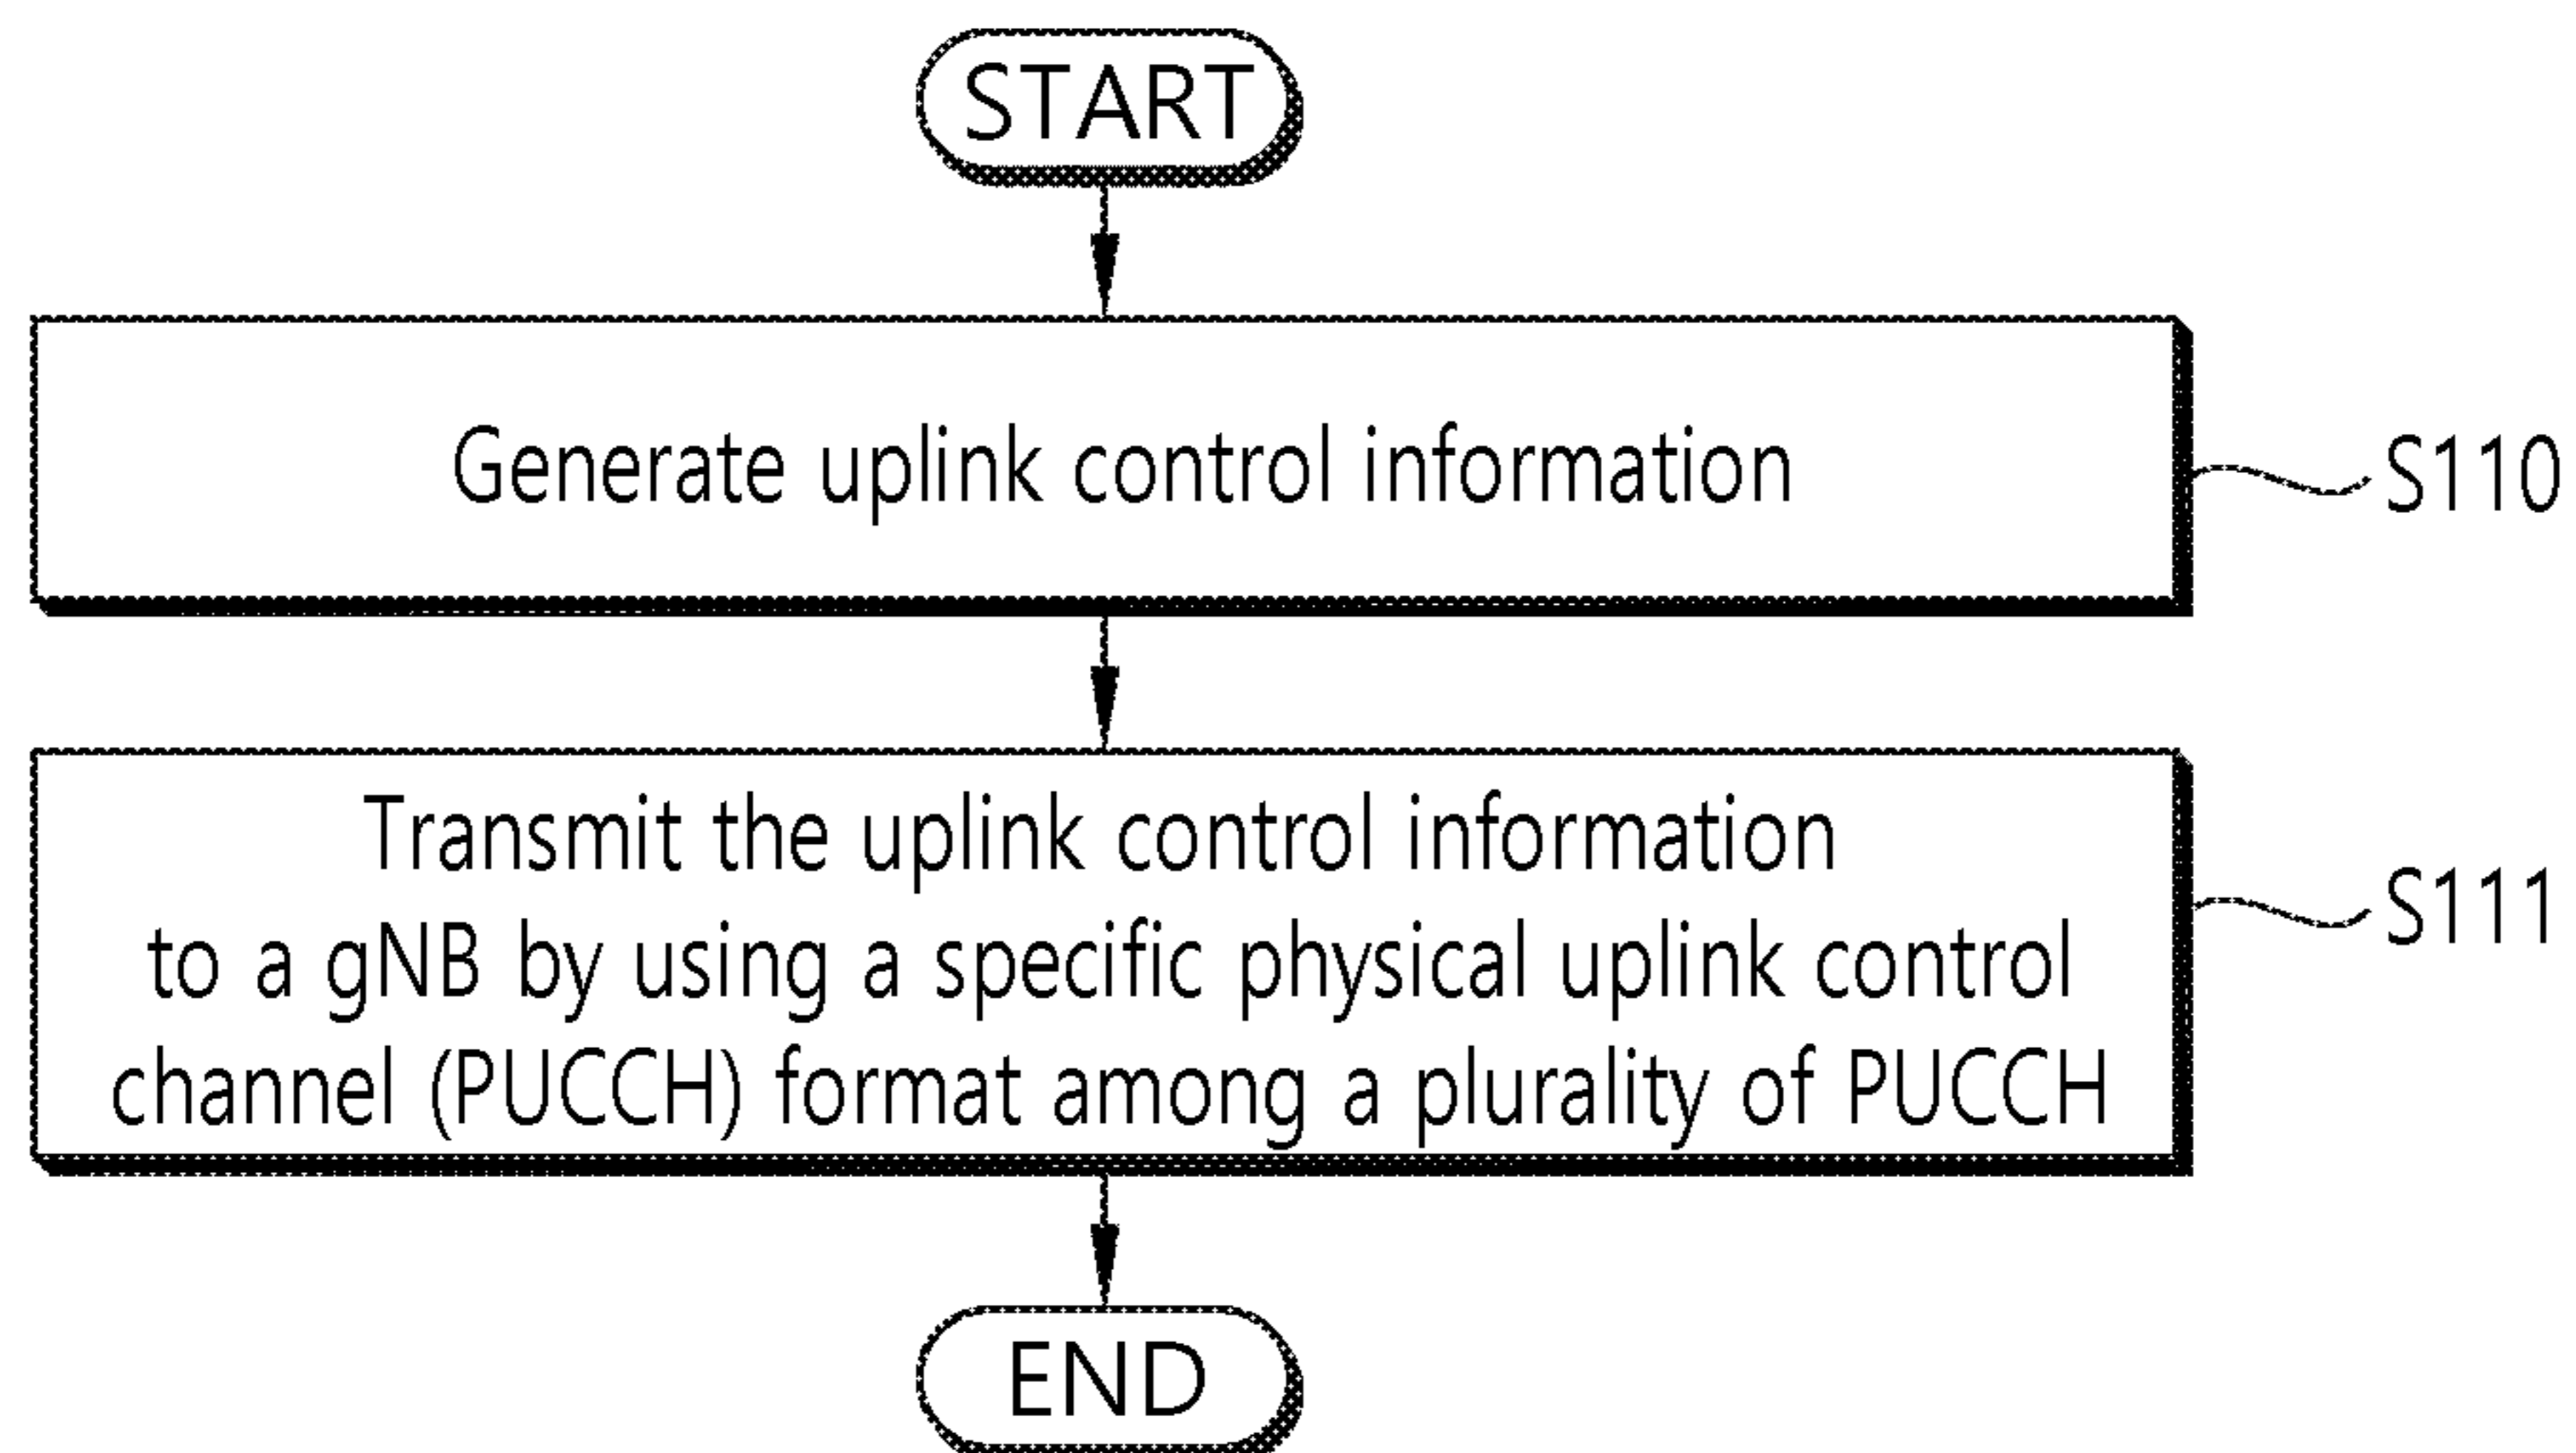 START
Generate uplink control information
S110
Transmit the uplink control information
to a gNB by using a specific physical uplink control
channel (PUCCH) format among a plurality of PUCCH
S111
END